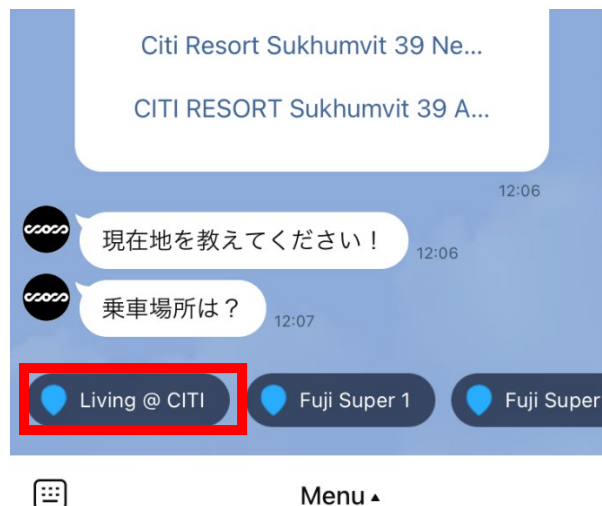 Citi Resort Sukhumvit 39 Ne...
CITI RESORT Sukhumvit 39 A...
12:06
現在地を教えてください！
12:06
乗車場所は？
12:07
Living @ CITI
Fuji Super 1
Fuji Super
Menu ▴